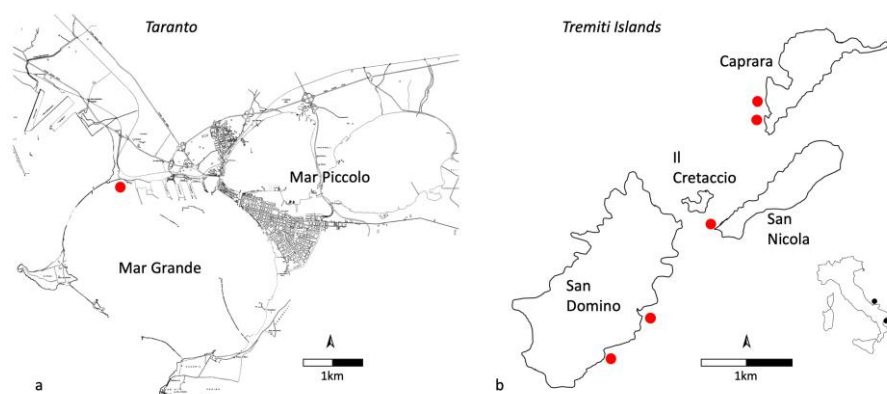 Taranto
Mar Piccolo
Mar Grande
1km
a
Tremiti Islands
Caprara
Il
Cretaccio
San
Nicola
San
Domino
1km
b